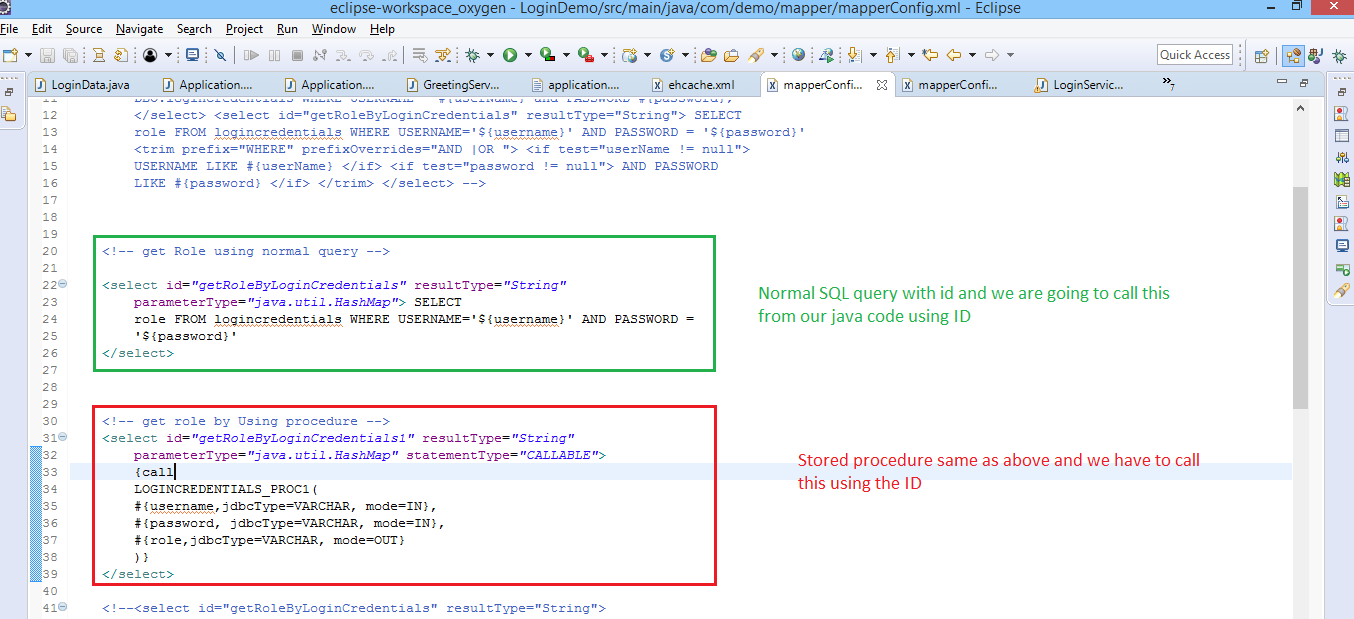 eclipse-workspace_oxygen - LoginDemo/src/main/java/com/demo/mapper/mapperConfig.xml - Eclipse
File Edit Source Navigate Search Project Run Window Help
Quick Access
LoginData.java Application.... Application.... GreetingServ... application.... ehcache.xml mapperConfi... mapperConfi... LoginServic... »7
12 </select> <select id="getRoleByLoginCredentials" resultType="String"> SELECT
13 role FROM logincredentials WHERE USERNAME='${username}' AND PASSWORD = '${password}'
14 <trim prefix="WHERE" prefixOverrides="AND |OR "> <if test="userName != null">
15 USERNAME LIKE #{userName} </if> <if test="password != null"> AND PASSWORD
16 LIKE #{password} </if> </trim> </select> -->
17
18
19
20 <!-- get Role using normal query -->
21
22 <select id="getRoleByLoginCredentials" resultType="String"
23 parameterType="java.util.HashMap"> SELECT
24 role FROM logincredentials WHERE USERNAME='${username}' AND PASSWORD =
25 '${password}'
26 </select>
Normal SQL query with id and we are going to call this
from our java code using ID
27
28
29
30 <!-- get role by Using procedure -->
31 <select id="getRoleByLoginCredentials1" resultType="String"
32 parameterType="java.util.HashMap" statementType="CALLABLE">
33 {call
34 LOGINCREDENTIALS_PROC1(
35 #{username,jdbcType=VARCHAR, mode=IN},
36 #{password, jdbcType=VARCHAR, mode=IN},
37 #{role,jdbcType=VARCHAR, mode=OUT}
38 )}
39 </select>
Stored procedure same as above and we have to call
this using the ID
40
41 <!--<select id="getRoleByLoginCredentials" resultType="String">